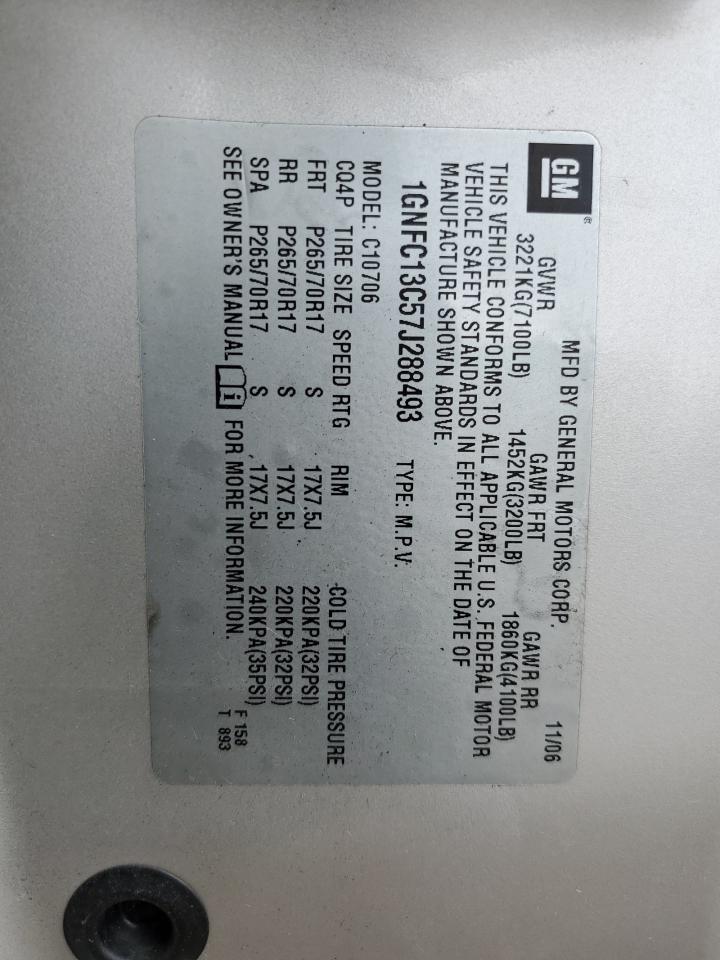 GM®
MFD BY GENERAL MOTORS CORP. 11/06
GVWR GAWR FRT GAWR RR
3221KG(7100LB) 1452KG(3200LB) 1860KG(4100LB)
THIS VEHICLE CONFORMS TO ALL APPLICABLE U.S. FEDERAL MOTOR
VEHICLE SAFETY STANDARDS IN EFFECT ON THE DATE OF
MANUFACTURE SHOWN ABOVE.
1GNFC13C57J288493 TYPE: M.P.V.
MODEL: C10706
CQ4P TIRE SIZE SPEED RTG RIM COLD TIRE PRESSURE
FRT P265/70R17 S 17X7.5J 220KPA(32PSI)
RR P265/70R17 S 17X7.5J 220KPA(32PSI)
SPA P265/70R17 S 17X7.5J 240KPA(35PSI)
SEE OWNER'S MANUAL i FOR MORE INFORMATION.
F 158
T 893